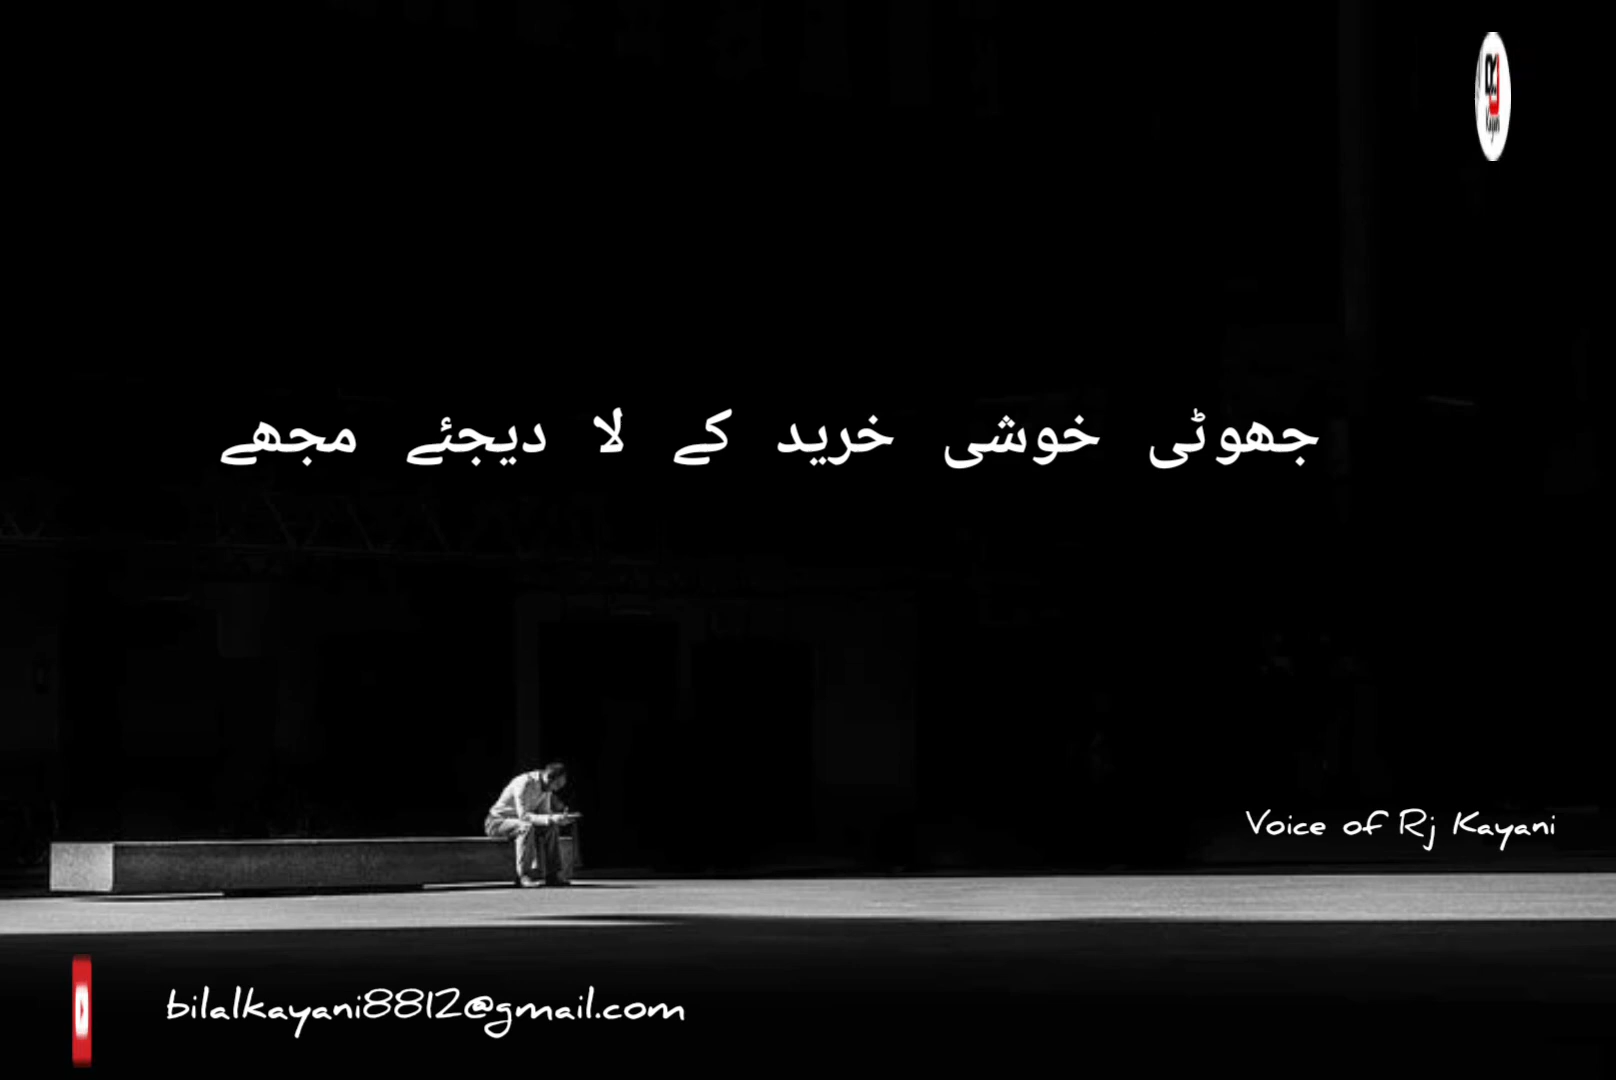 جھوٹی خوشی خرید کے لا دیجئے مجھے
Voice of Rj Kayani
bilalkayani8812@gmail.com